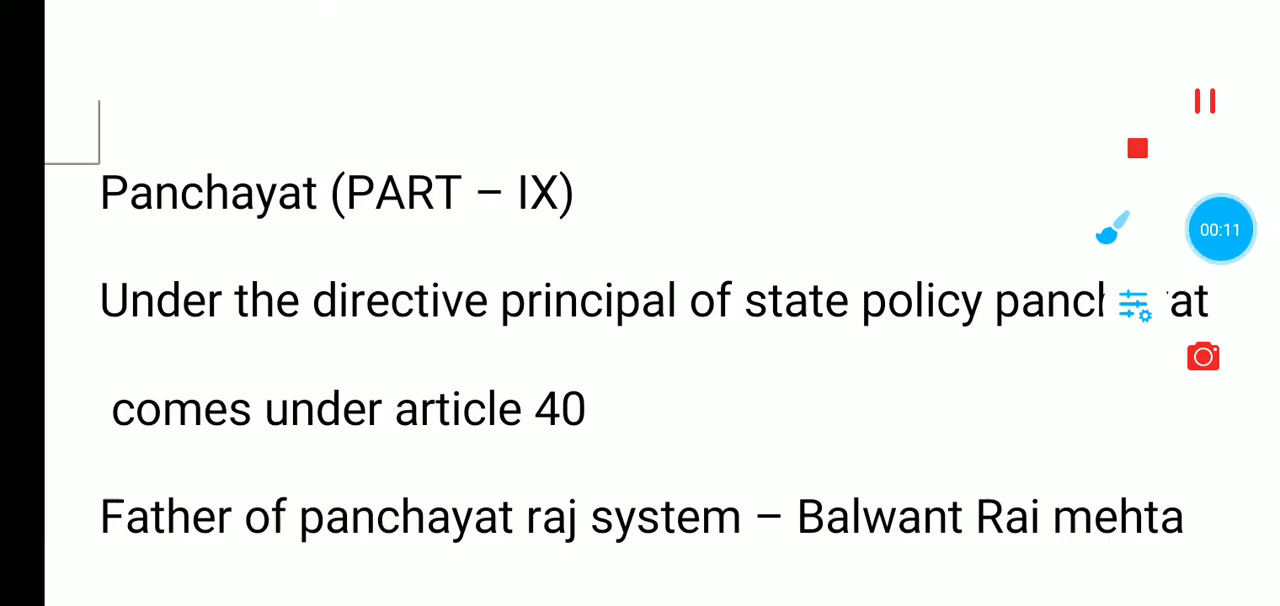 Panchayat (PART – IX)
00:11
Under the directive principal of state policy
comes under article 40
Father of panchayat raj system – Balwant Rai mehta